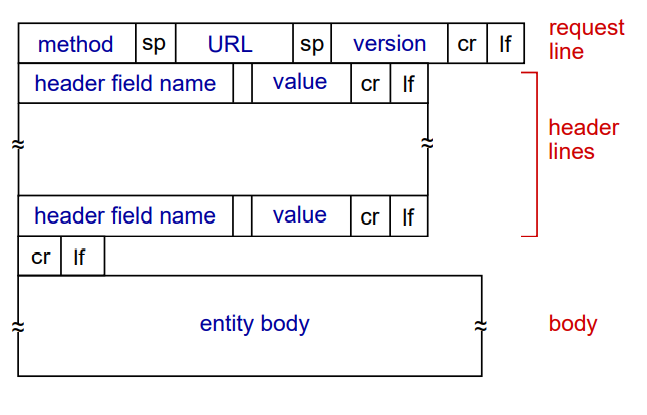 method sp URL sp version cr lf
request
line
header field name value cr lf
header
lines
header field name value cr lf
cr lf
entity body
body